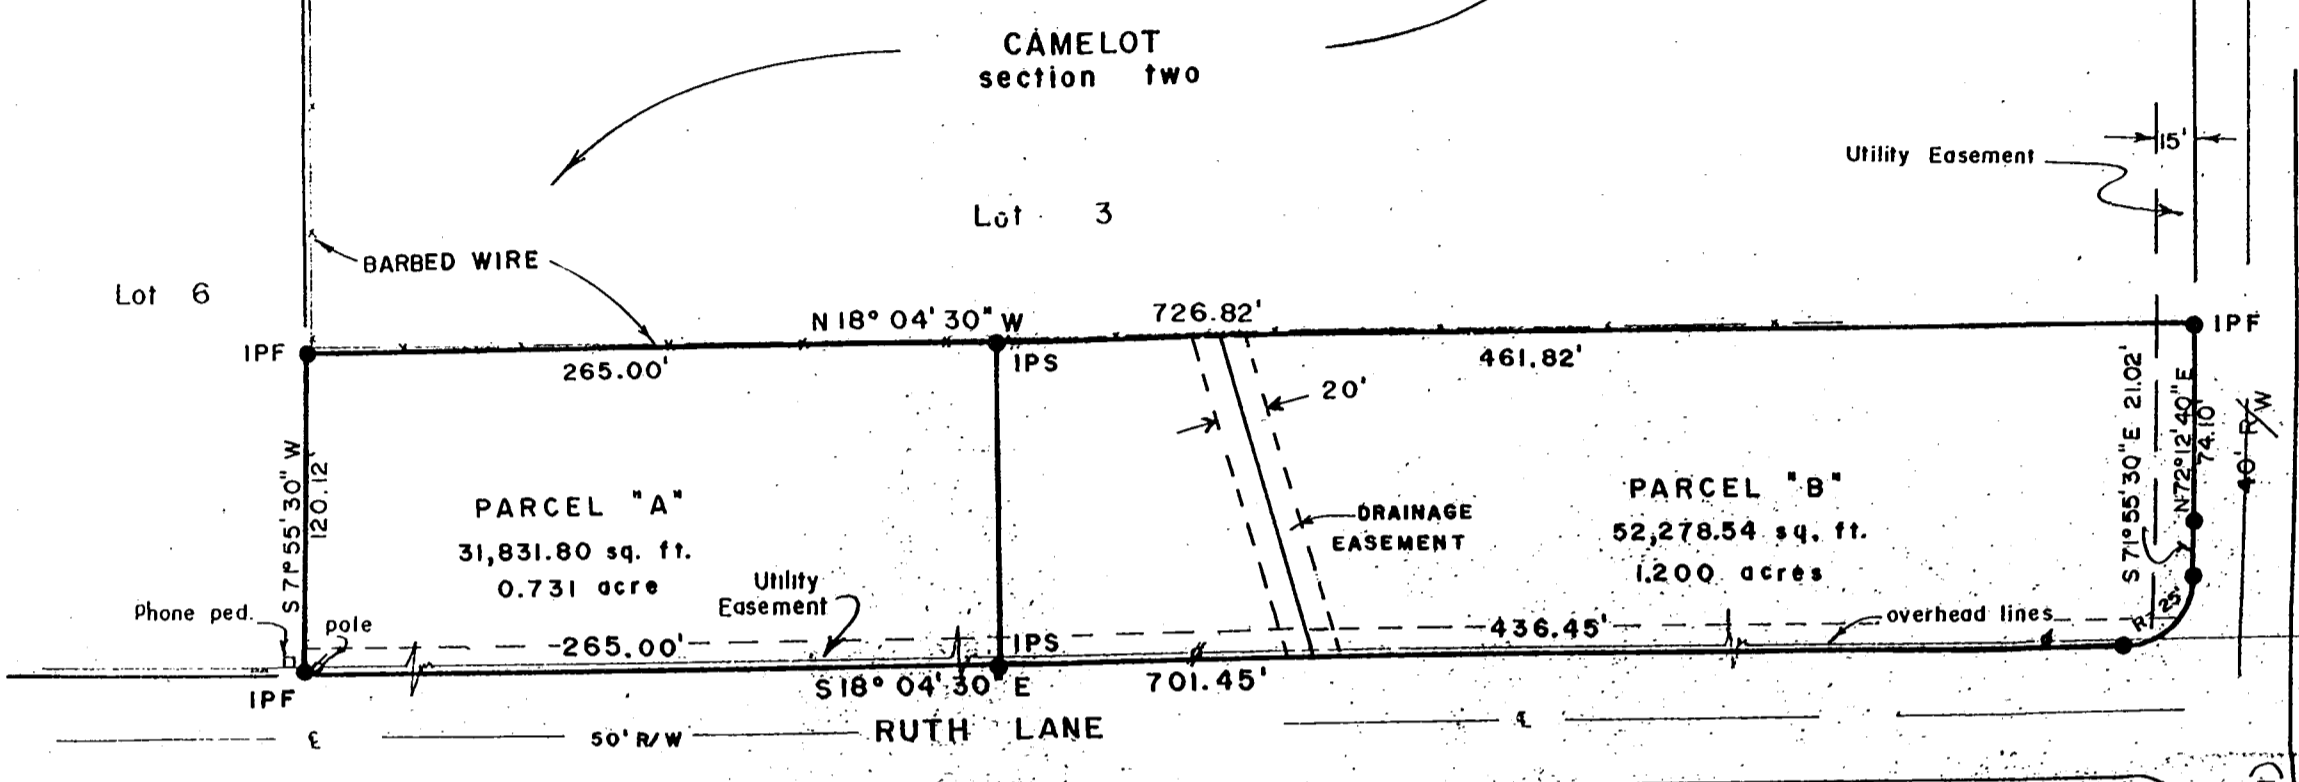 CAMELOT
section two
15'
Utility Easement
Lot 3
BARBED WIRE
Lot 6
N 18° 04' 30" W
726.82'
IPF
IPF
265.00'
IPS
461.82'
20'
S 71° 55' 30" W
120.12'
S 71° 55' 30" E 21.02'
N 72° 12' 40" E
74.10'
40' R/W
PARCEL "A"
31,831.80 sq. ft.
0.731 acre
DRAINAGE
EASEMENT
PARCEL "B"
52,278.54 sq. ft.
1.200 acres
Utility
Easement
Phone ped.
pole
overhead lines
R 25'
265.00'
IPS
436.45'
IPF
S 18° 04' 30" E
701.45'
50' R/W
RUTH LANE